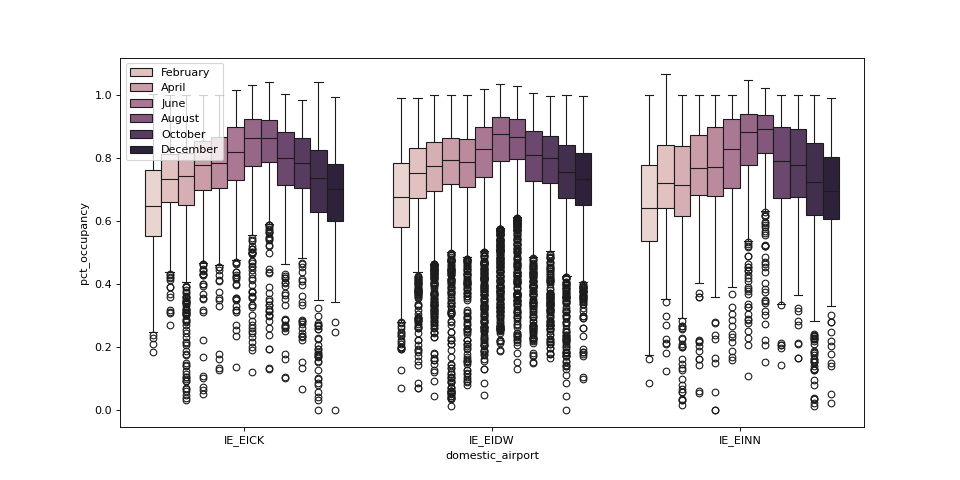 February
April
June
August
October
December
1.0
0.8
0.6
0.4
0.2
0.0
pct_occupancy
IE_EICK
IE_EIDW
IE_EINN
domestic_airport